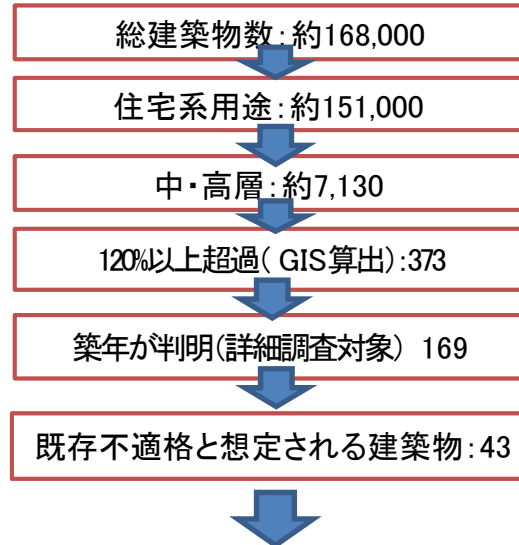 総建築物数：約168,000
住宅系用途：約151,000
中・高層：約7,130
120%以上超過（GIS算出）：373
築年が判明（詳細調査対象） 169
既存不適格と想定される建築物：43